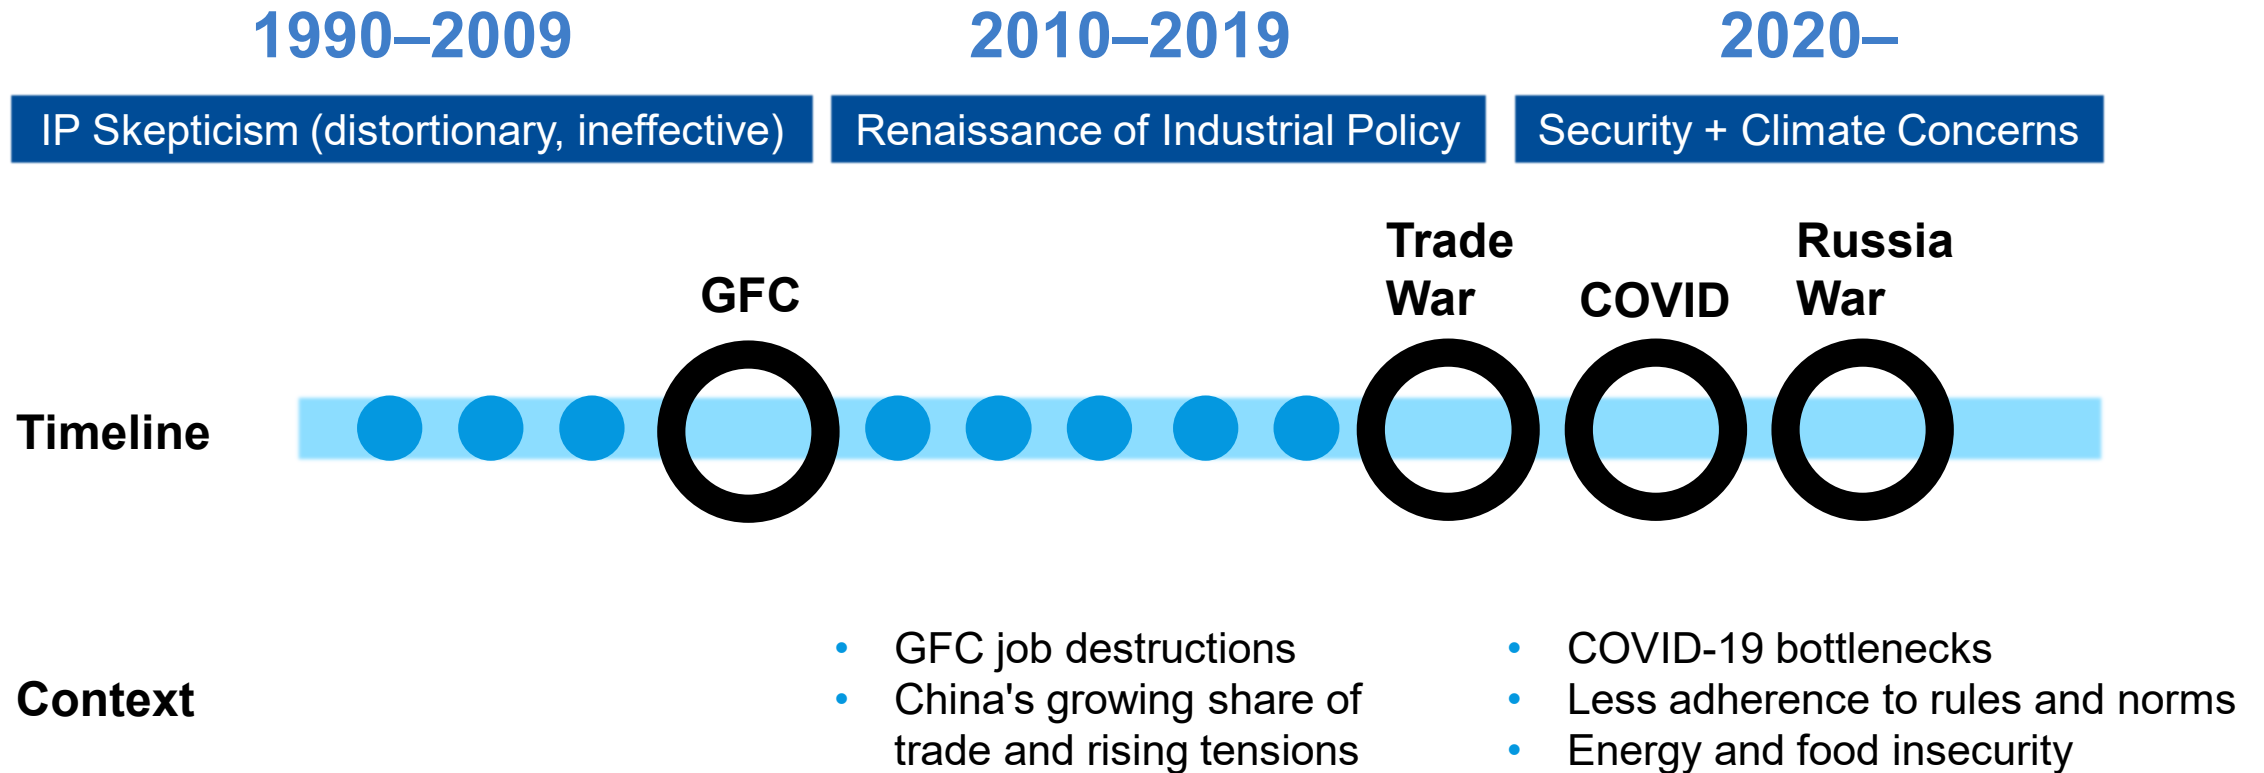 1990–2009
2010–2019
2020–
IP Skepticism (distortionary, ineffective)
Renaissance of Industrial Policy
Security + Climate Concerns
GFC
Trade
War
COVID
Russia
War
Timeline
Context
• GFC job destructions
• China's growing share of
trade and rising tensions
• COVID-19 bottlenecks
• Less adherence to rules and norms
• Energy and food insecurity